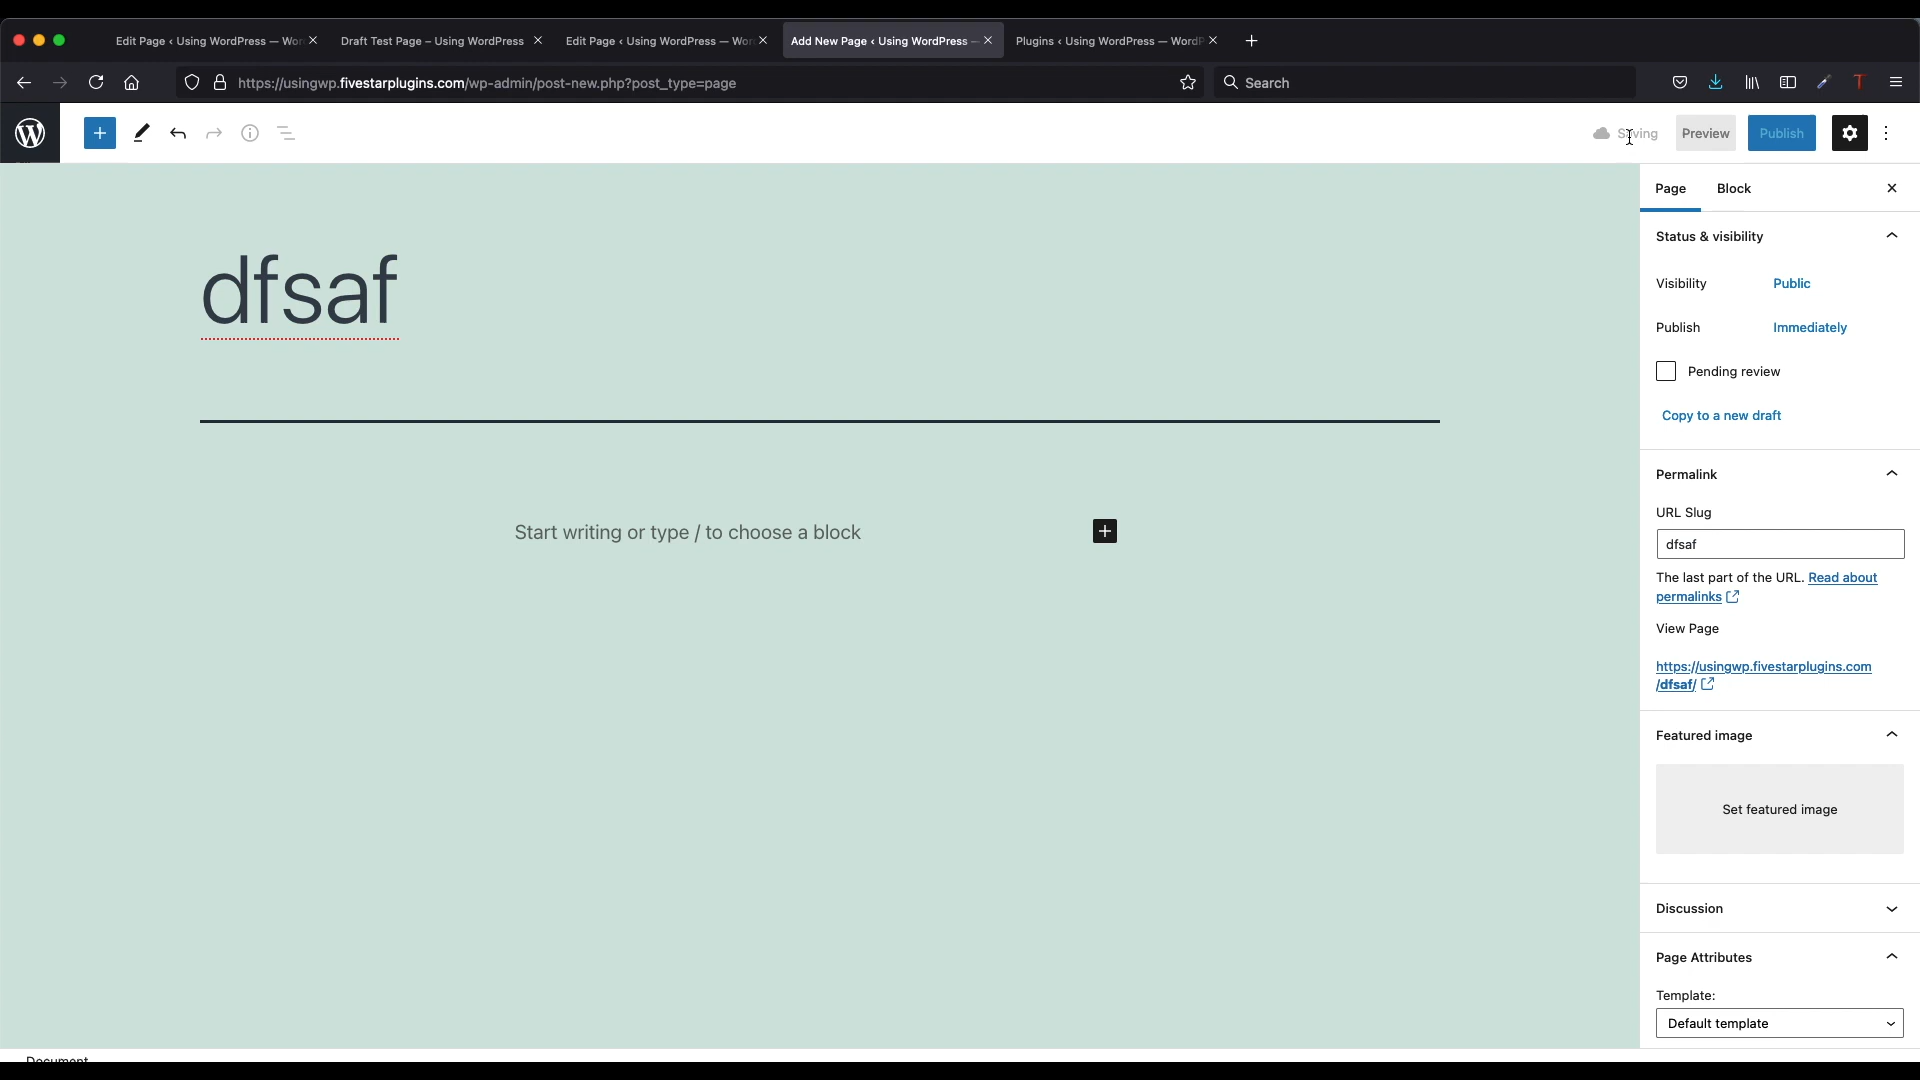 Edit Page ‹ Using WordPress — Wor
Draft Test Page – Using WordPress
Edit Page ‹ Using WordPress — Wor
Add New Page ‹ Using WordPress —
Plugins ‹ Using WordPress — WordP
https://usingwp.fivestarplugins.com/wp-admin/post-new.php?post_type=page
Search
Saving
Preview
Publish
Page
Block
dfsaf
Start writing or type / to choose a block
Status & visibility
Visibility
Public
Publish
Immediately
Pending review
Copy to a new draft
Permalink
URL Slug
dfsaf
The last part of the URL. Read about
permalinks
View Page
https://usingwp.fivestarplugins.com
/dfsaf/
Featured image
Set featured image
Discussion
Page Attributes
Template:
Default template
Document